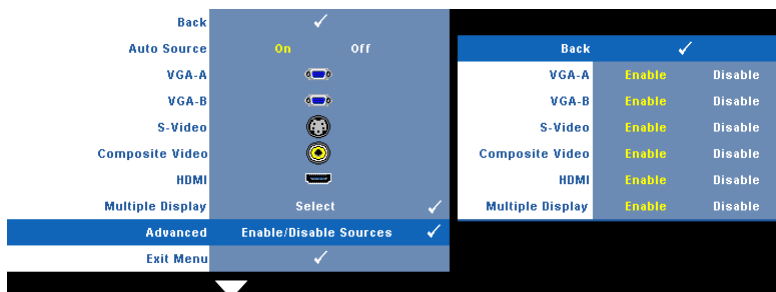 Back
Auto Source On Off
VGA-A
VGA-B
S-Video
Composite Video
HDMI
Multiple Display Select
Advanced Enable/Disable Sources
Exit Menu
Back
VGA-A Enable Disable
VGA-B Enable Disable
S-Video Enable Disable
Composite Video Enable Disable
HDMI Enable Disable
Multiple Display Enable Disable